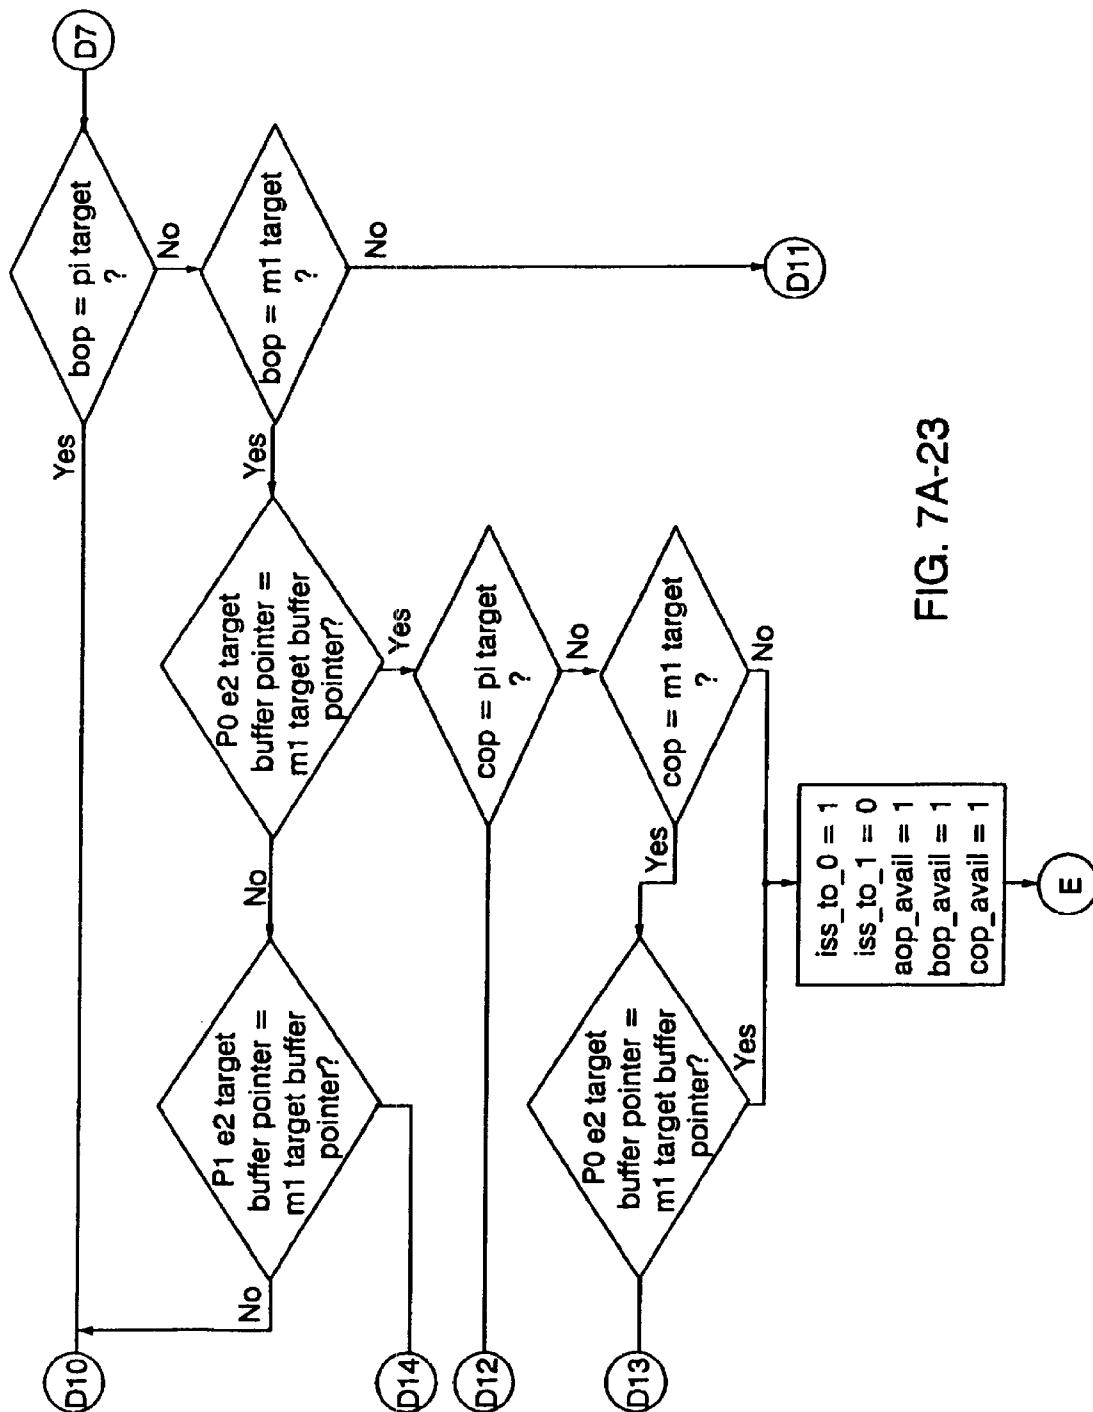 D7
bop = pi target
?
Yes
No
bop = m1 target
?
Yes
No
D11
P0 e2 target
buffer pointer =
m1 target buffer
pointer?
No
Yes
P1 e2 target
buffer pointer =
m1 target buffer
pointer?
No
D10
D14
cop = pi target
?
No
D12
cop = m1 target
?
Yes
No
P0 e2 target
buffer pointer =
m1 target buffer
pointer?
Yes
D13
iss_to_0 = 1
iss_to_1 = 0
aop_avail = 1
bop_avail = 1
cop_avail = 1
E
FIG. 7A-23